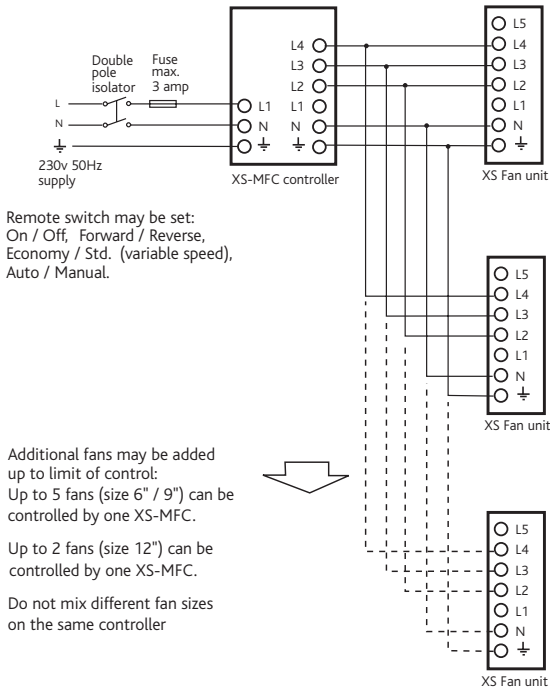 L5
L4
L3
L2
L1
N
XS Fan unit
L4
L3
L2
L1 L1
N N
XS-MFC controller
Double
pole
isolator
Fuse
max.
3 amp
L
N
230v 50Hz
supply
Remote switch may be set:
On / Off, Forward / Reverse,
Economy / Std. (variable speed),
Auto / Manual.
L5
L4
L3
L2
L1
N
XS Fan unit
Additional fans may be added
up to limit of control:
Up to 5 fans (size 6" / 9") can be
controlled by one XS-MFC.
Up to 2 fans (size 12") can be
controlled by one XS-MFC.
Do not mix different fan sizes
on the same controller
L5
L4
L3
L2
L1
N
XS Fan unit